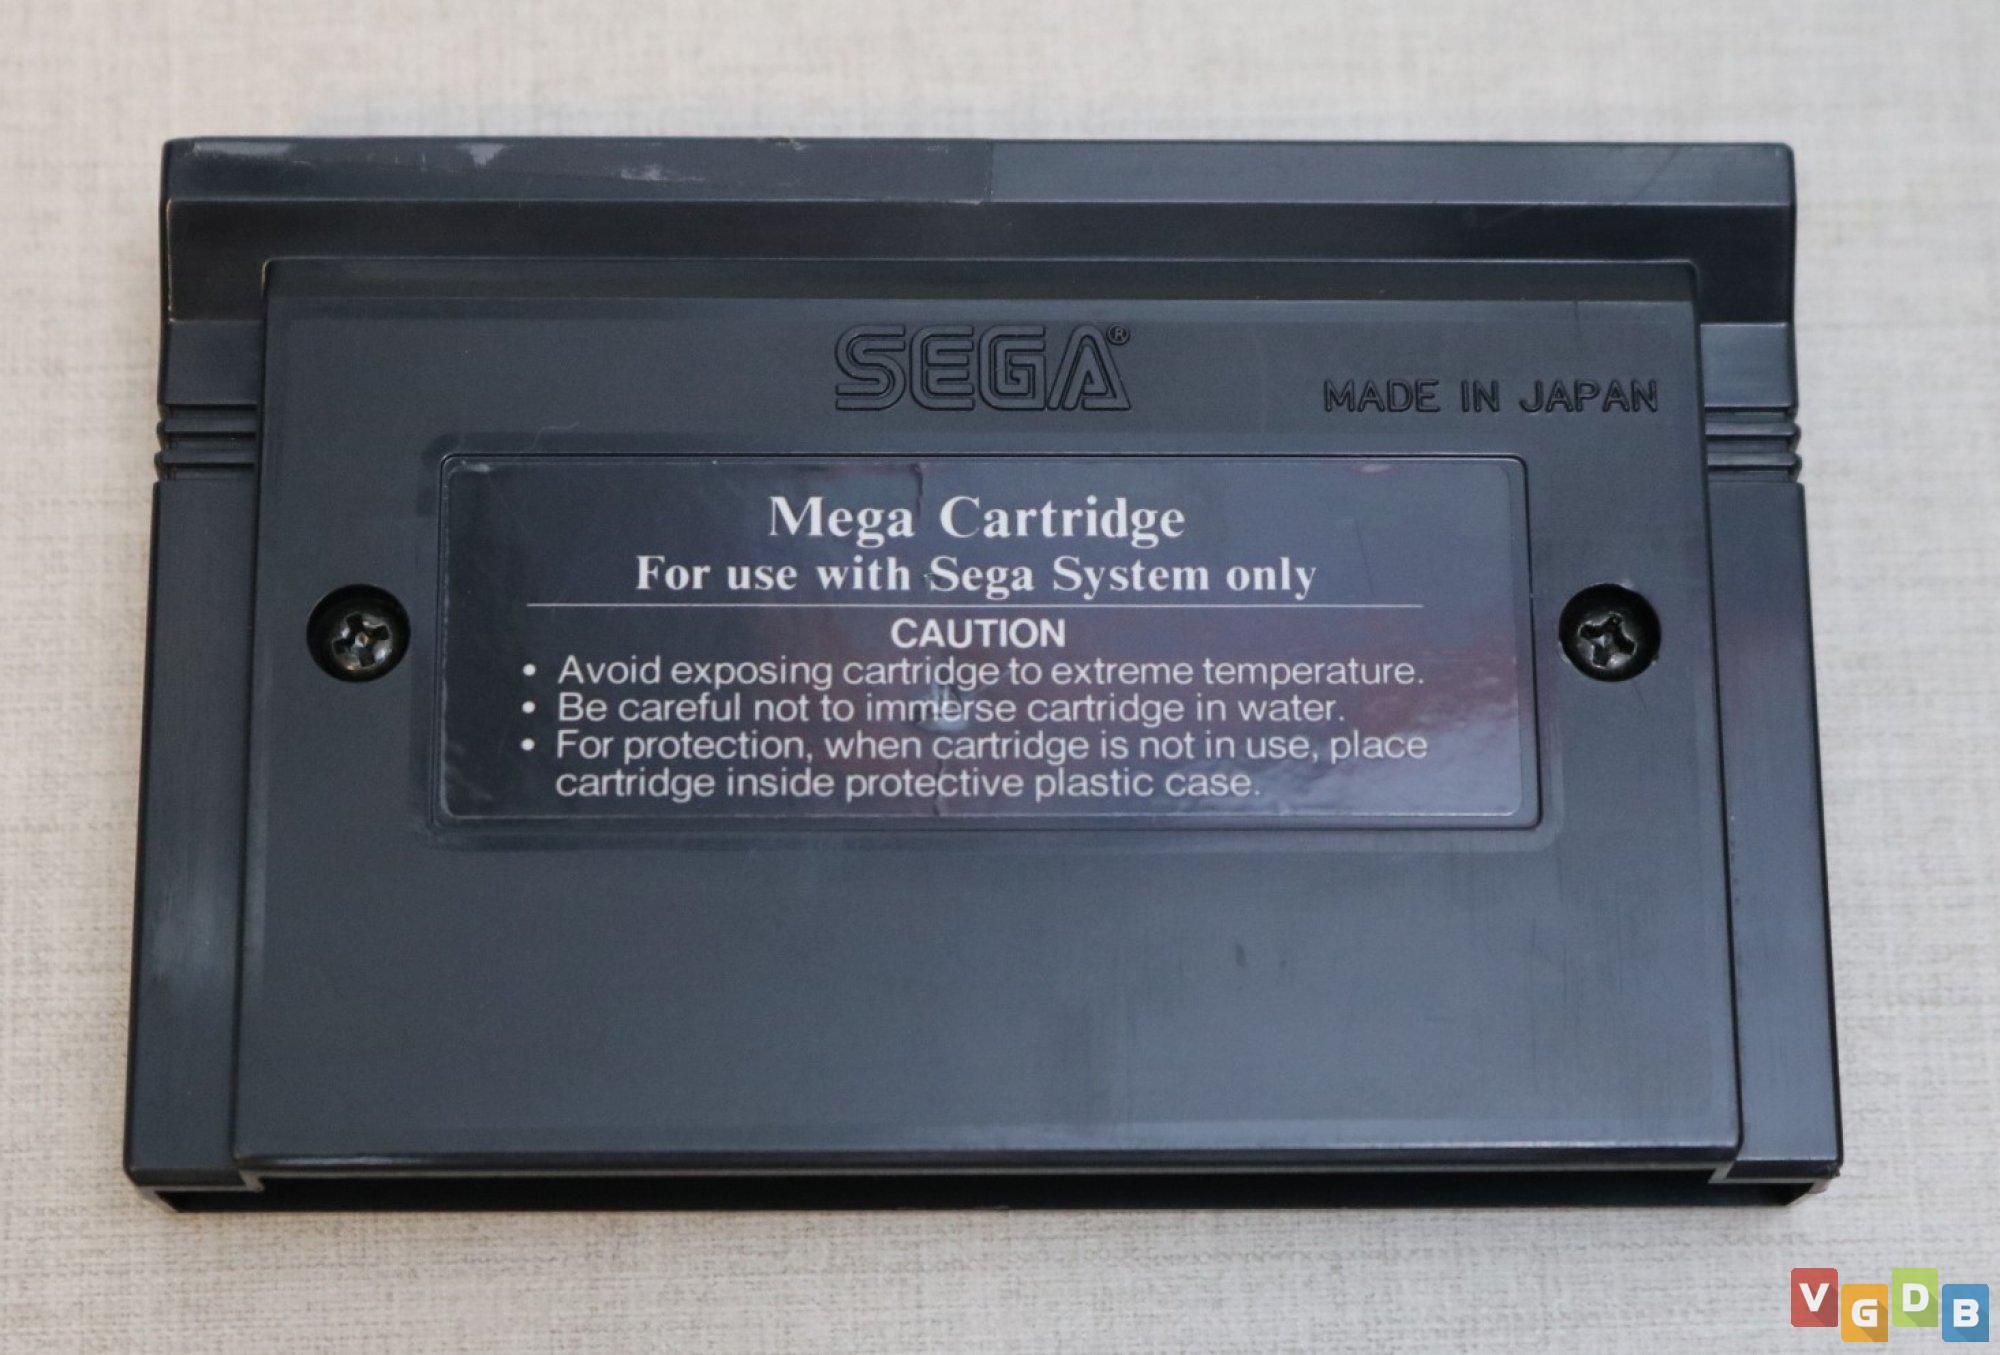 SEGA®
MADE IN JAPAN
Mega Cartridge
For use with Sega System only
CAUTION
• Avoid exposing cartridge to extreme temperature.
• Be careful not to immerse cartridge in water.
• For protection, when cartridge is not in use, place
cartridge inside protective plastic case.
VGDB